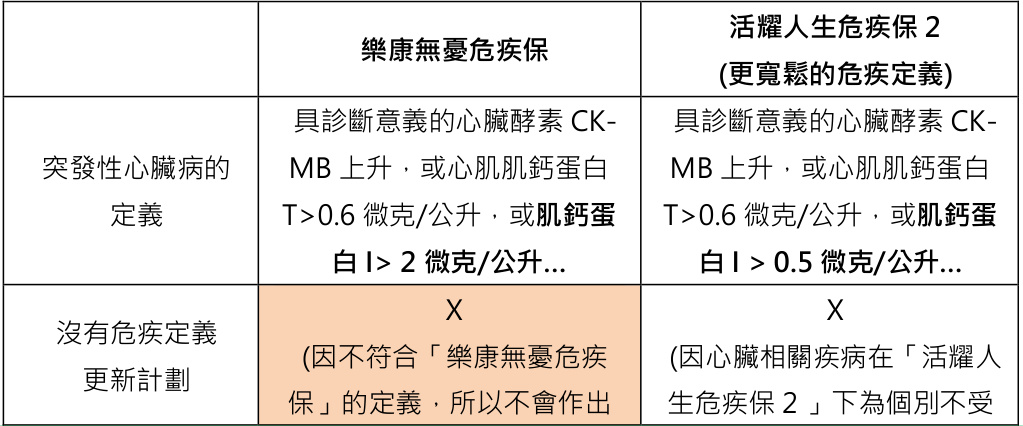 樂康無憂危疾保
活耀人生危疾保 2
(更寬鬆的危疾定義)
突發性心臟病的
定義
具診斷意義的心臟酵素 CK-
MB 上升，或心肌肌鈣蛋白
T>0.6 微克/公升，或肌鈣蛋
白 I> 2 微克/公升…
具診斷意義的心臟酵素 CK-
MB 上升，或心肌肌鈣蛋白
T>0.6 微克/公升，或肌鈣蛋
白 I > 0.5 微克/公升…
沒有危疾定義
更新計劃
X
(因不符合「樂康無憂危疾
保」的定義，所以不會作出
X
(因心臟相關疾病在「活耀人
生危疾保 2 」下為個別不受